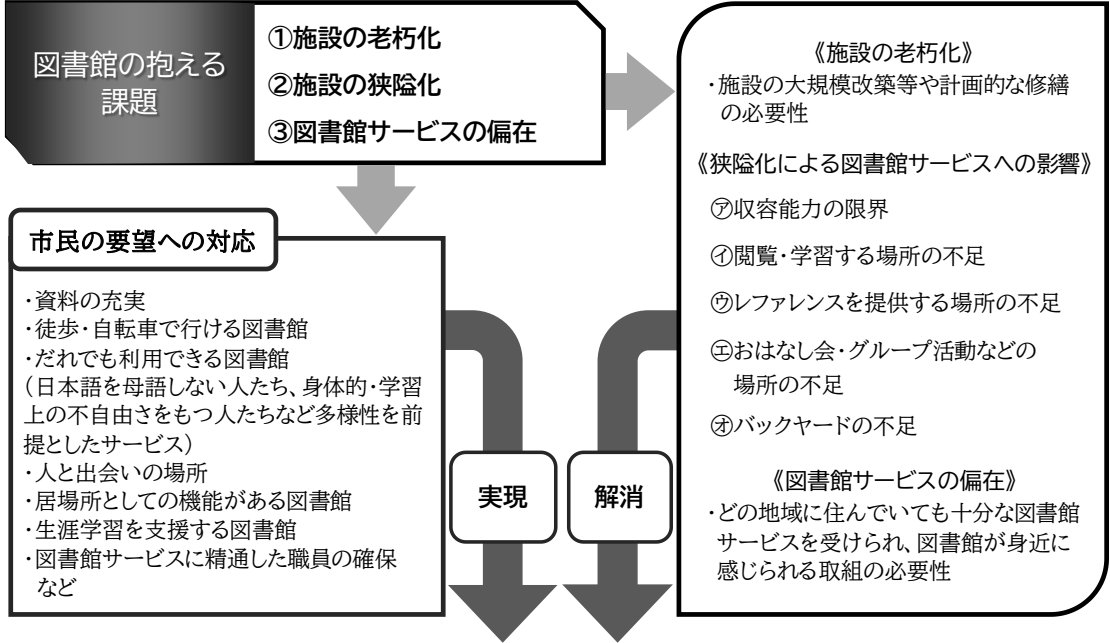 図書館の抱える
課題
①施設の老朽化
②施設の狭隘化
③図書館サービスの偏在
市民の要望への対応
・資料の充実
・徒歩・自転車で行ける図書館
・だれでも利用できる図書館
（日本語を母語しない人たち、身体的・学習
上の不自由さをもつ人たちなど多様性を前
提としたサービス）
・人と出会いの場所
・居場所としての機能がある図書館
・生涯学習を支援する図書館
・図書館サービスに精通した職員の確保
など
実現
解消
《施設の老朽化》
・施設の大規模改築等や計画的な修繕
の必要性
《狭隘化による図書館サービスへの影響》
㋐収容能力の限界
㋑閲覧・学習する場所の不足
㋒レファレンスを提供する場所の不足
㋓おはなし会・グループ活動などの
場所の不足
㋔バックヤードの不足
《図書館サービスの偏在》
・どの地域に住んでいても十分な図書館
サービスを受けられ、図書館が身近に
感じられる取組の必要性